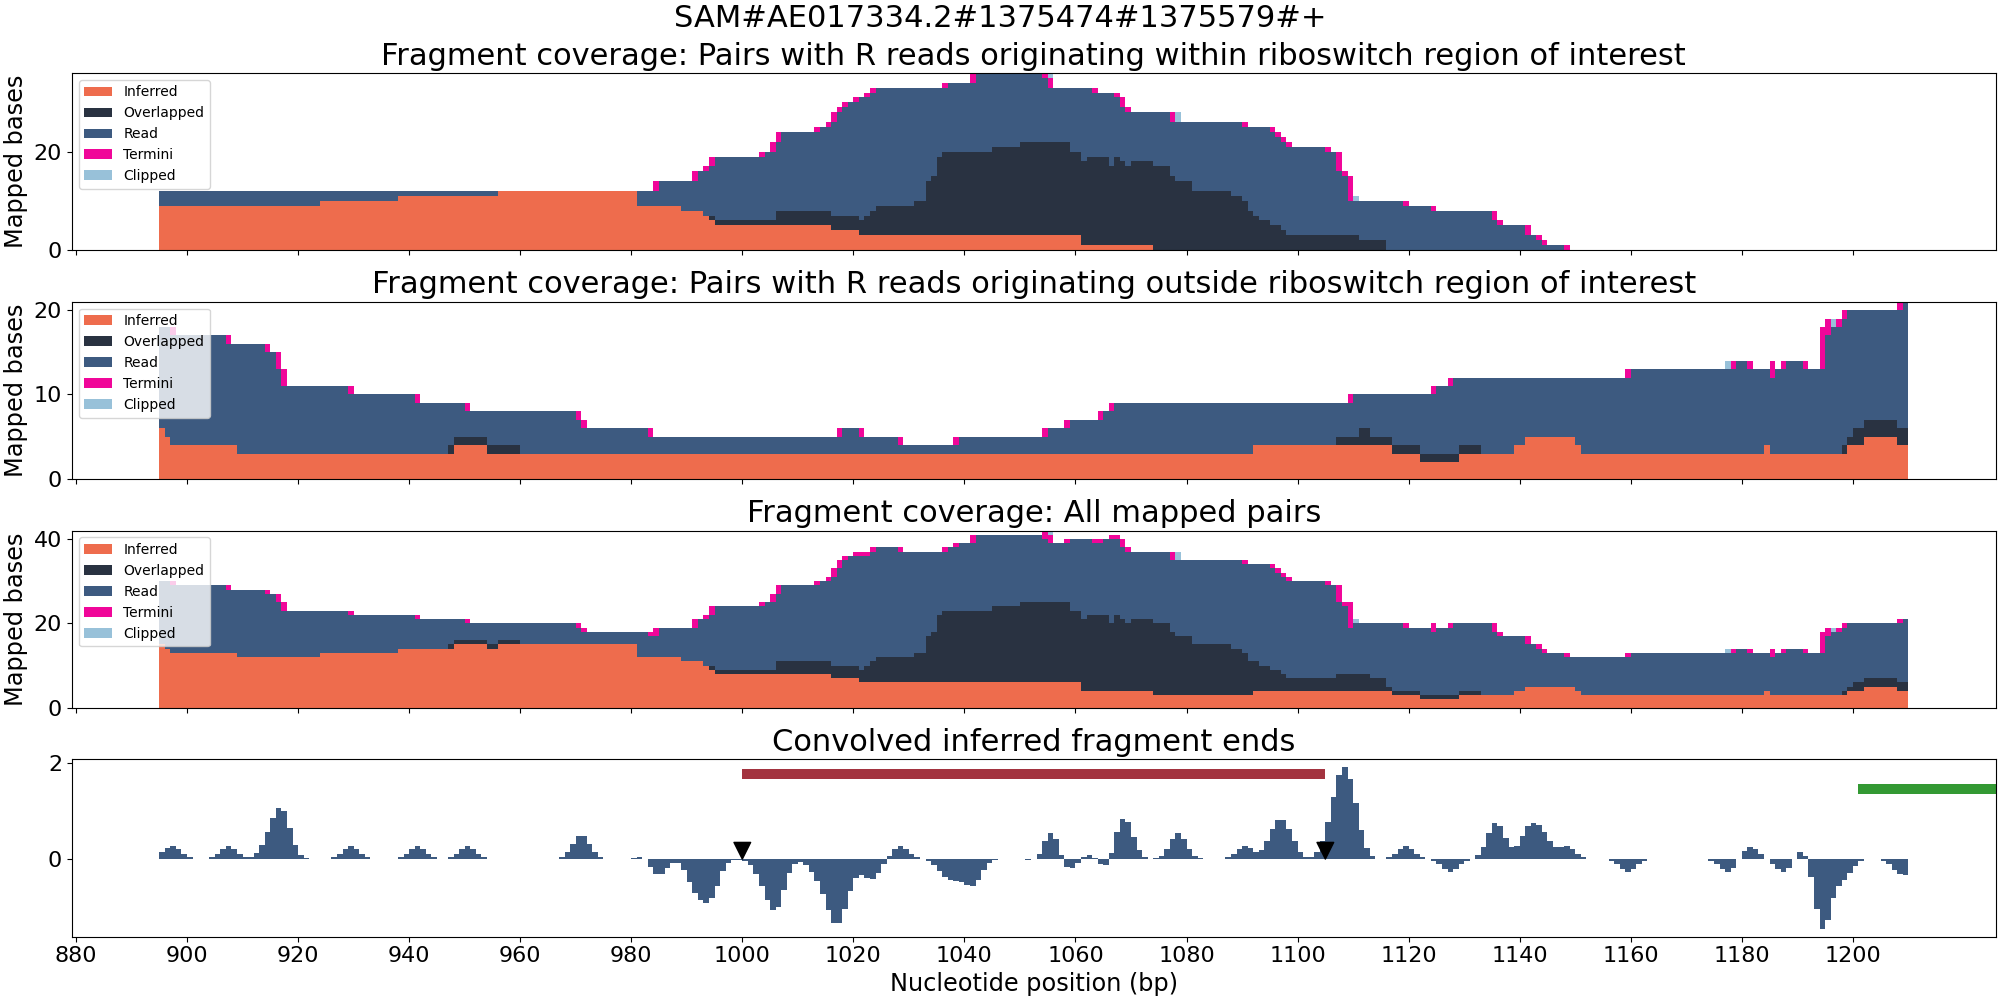 SAM#AE017334.2#1375474#1375579#+
Fragment coverage: Pairs with R reads originating within riboswitch region of interest
Mapped bases
20
0
Inferred
Overlapped
Read
Termini
Clipped
Fragment coverage: Pairs with R reads originating outside riboswitch region of interest
Mapped bases
20
10
0
Inferred
Overlapped
Read
Termini
Clipped
Fragment coverage: All mapped pairs
Mapped bases
40
20
0
Inferred
Overlapped
Read
Termini
Clipped
Convolved inferred fragment ends
2
0
880 900 920 940 960 980 1000 1020 1040 1060 1080 1100 1120 1140 1160 1180 1200
Nucleotide position (bp)